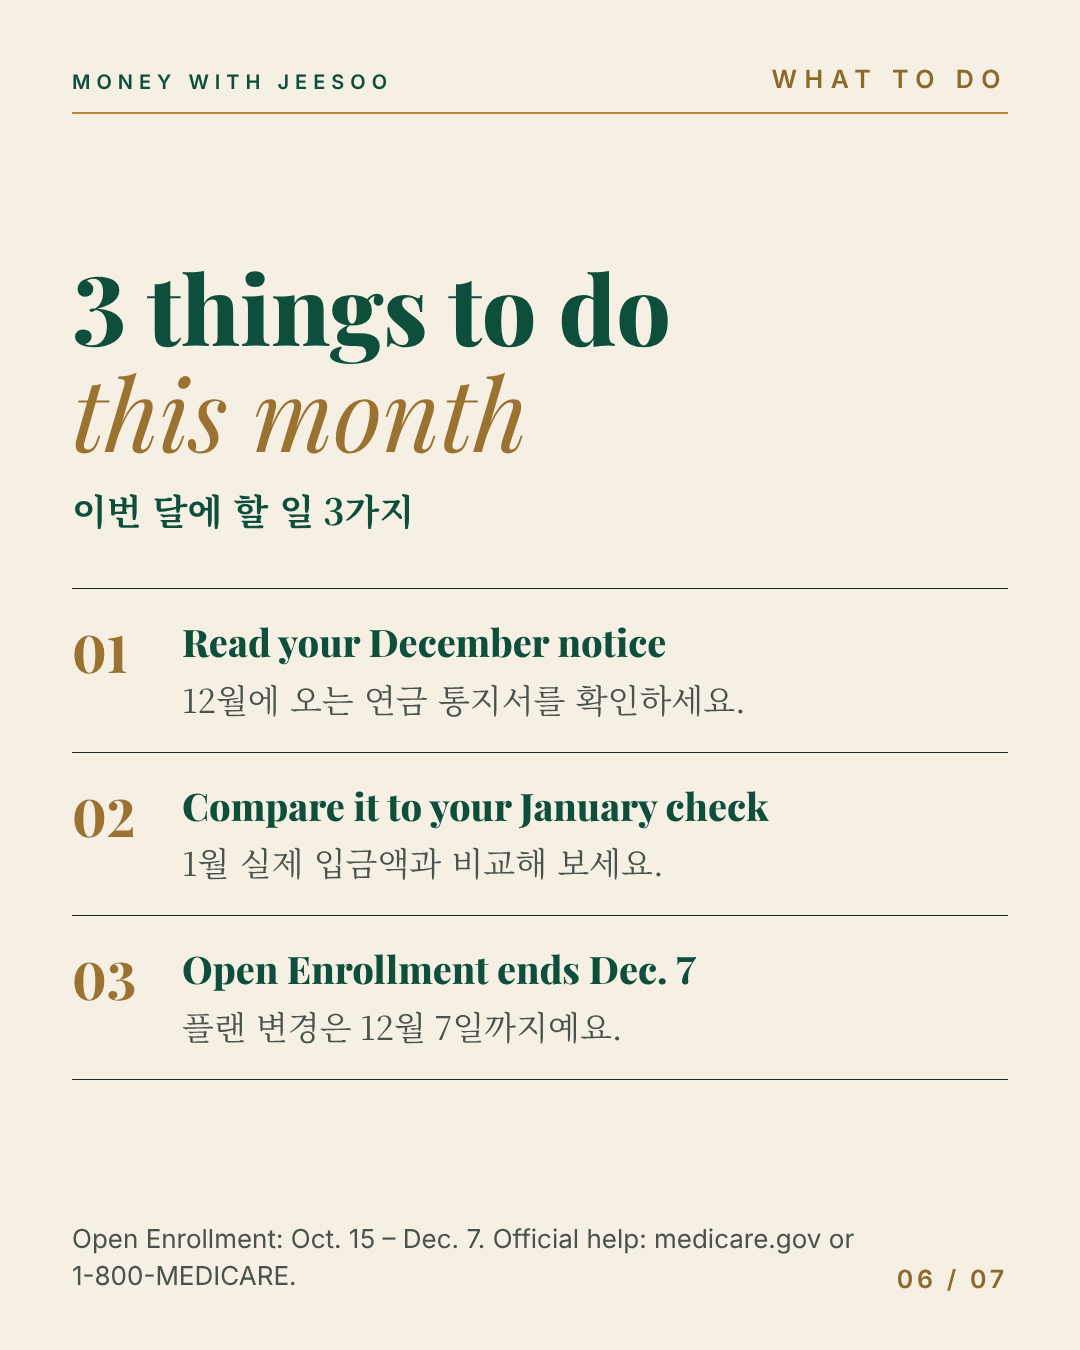 MONEY WITH JEESOO
WHAT TO DO
3 things to do
this month
이번 달에 할 일 3가지
01
Read your December notice
12월에 오는 연금 통지서를 확인하세요.
02
Compare it to your January check
1월 실제 입금액과 비교해 보세요.
03
Open Enrollment ends Dec. 7
플랜 변경은 12월 7일까지예요.
Open Enrollment: Oct. 15 – Dec. 7. Official help: medicare.gov or
1-800-MEDICARE.
06 / 07